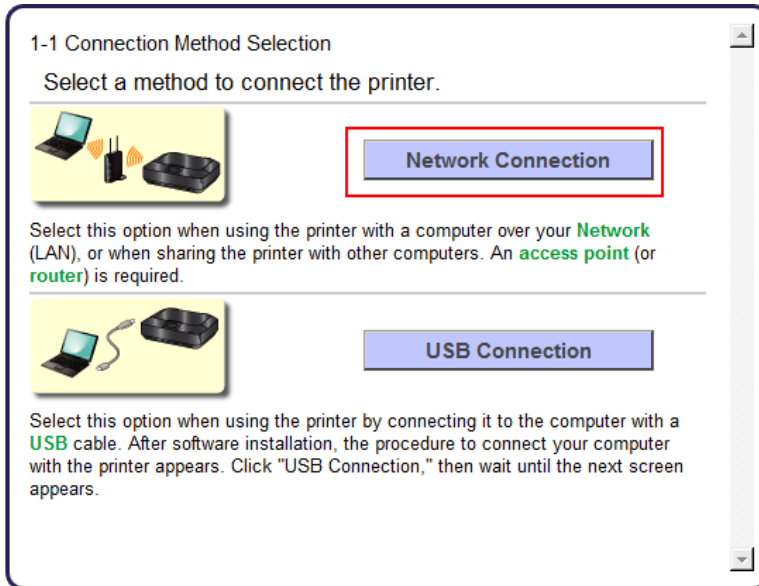 1-1 Connection Method Selection
Select a method to connect the printer.
Network Connection
Select this option when using the printer with a computer over your Network
(LAN), or when sharing the printer with other computers. An access point (or
router) is required.
USB Connection
Select this option when using the printer by connecting it to the computer with a
USB cable. After software installation, the procedure to connect your computer
with the printer appears. Click "USB Connection," then wait until the next screen
appears.